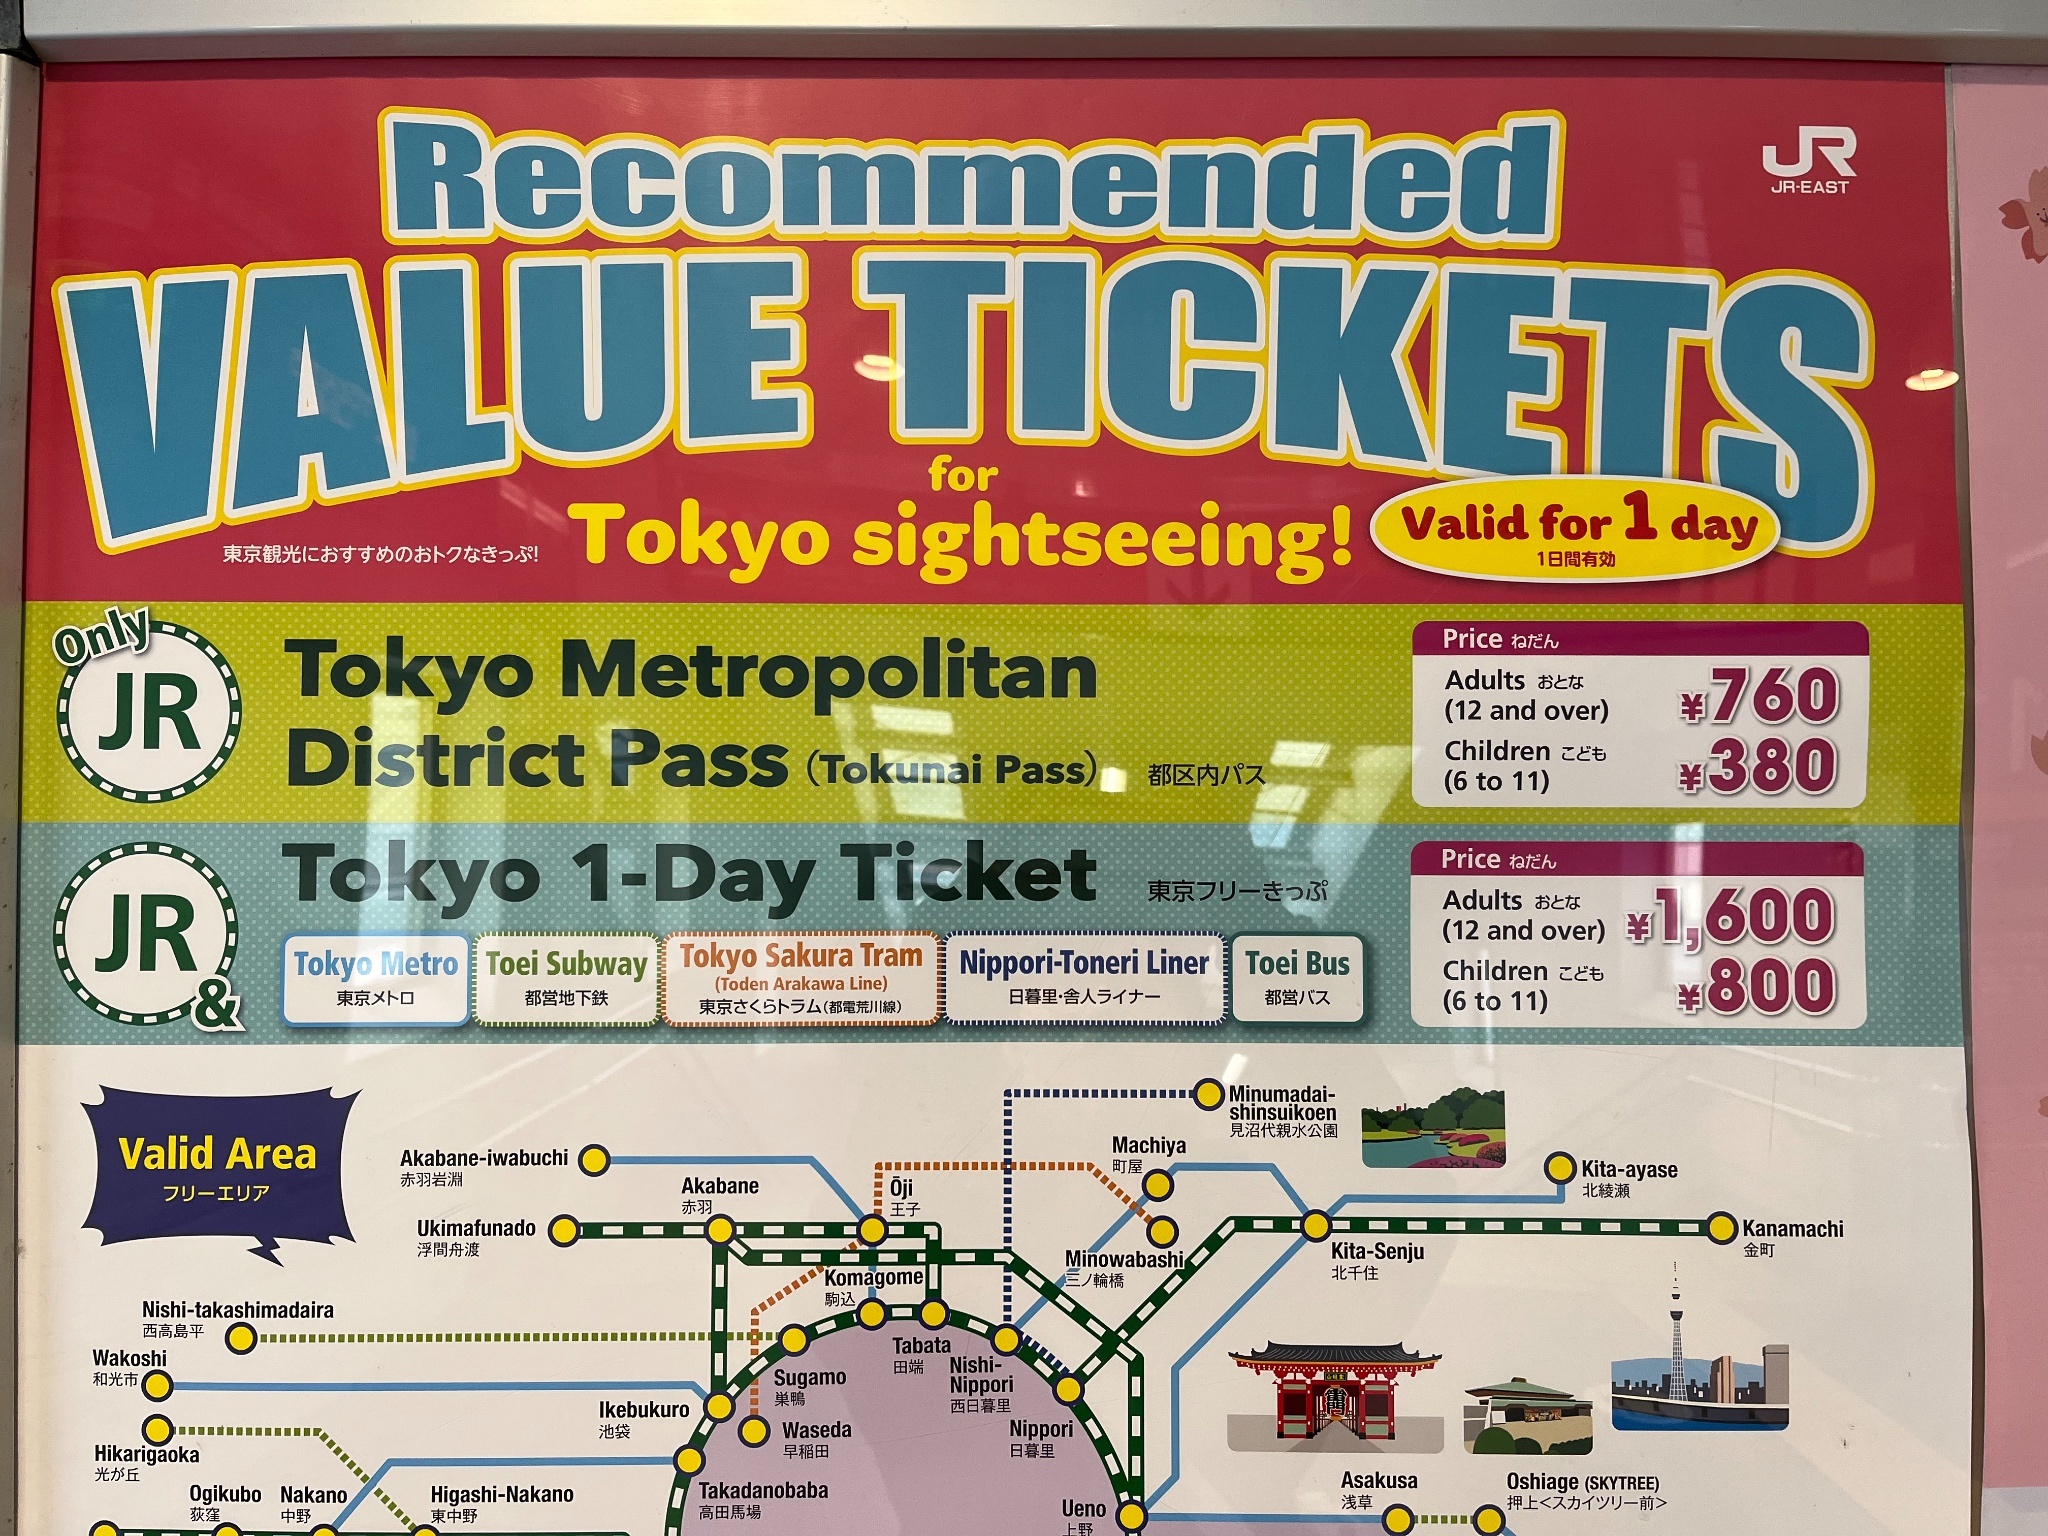 Recommended
JR
JR-EAST
VALUE TICKETS
for
Tokyo sightseeing!
東京観光におすすめのおトクなきっぷ!
Valid for 1 day
1日間有効
Only
JR
Tokyo Metropolitan
District Pass (Tokunai Pass) 都区内パス
Price ねだん
Adults おとな
(12 and over) ¥760
Children こども
(6 to 11) ¥380
JR
&
Tokyo 1-Day Ticket 東京フリーきっぷ
Tokyo Metro
東京メトロ
Toei Subway
都営地下鉄
Tokyo Sakura Tram
(Toden Arakawa Line)
東京さくらトラム(都電荒川線)
Nippori-Toneri Liner
日暮里・舎人ライナー
Toei Bus
都営バス
Price ねだん
Adults おとな
(12 and over) ¥1,600
Children こども
(6 to 11) ¥800
Valid Area
フリーエリア
Minumadai-
shinsuikoen
見沼代親水公園
Akabane-iwabuchi
赤羽岩淵
Machiya
町屋
Kita-ayase
北綾瀬
Akabane
赤羽
Ōji
王子
Ukimafunado
浮間舟渡
Kanamachi
金町
Kita-Senju
北千住
Minowabashi
三ノ輪橋
Komagome
駒込
Nishi-takashimadaira
西高島平
Tabata
田端
Nishi-
Nippori
西日暮里
Wakoshi
和光市
Sugamo
巣鴨
Ikebukuro
池袋
Waseda
早稲田
Nippori
日暮里
Hikarigaoka
光が丘
Takadanobaba
高田馬場
Ogikubo
荻窪
Nakano
中野
Higashi-Nakano
東中野
Ueno
上野
Asakusa
浅草
Oshiage (SKYTREE)
押上<スカイツリー前>